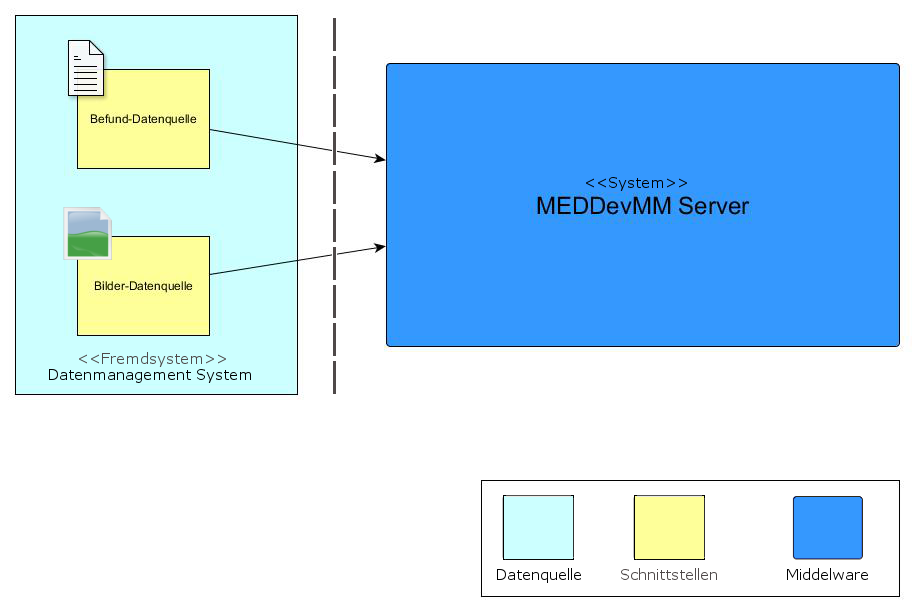 Befund-Datenquelle
Bilder-Datenquelle
<<Fremdsystem>>
Datenmanagement System
<<System>>
MEDDevMM Server
Datenquelle
Schnittstellen
Middelware